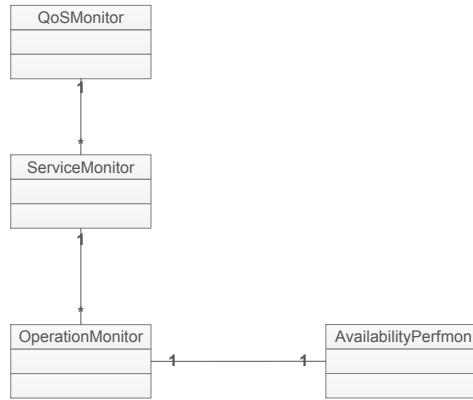 QoSMonitor
1
*
ServiceMonitor
1
*
OperationMonitor
1 1
AvailabilityPerfmon